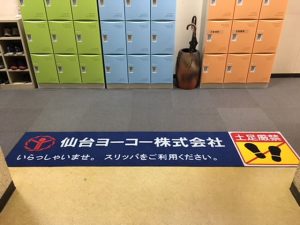 仙台ヨーコー株式会社
いらっしゃいませ。スリッパをご利用ください。
土足厳禁